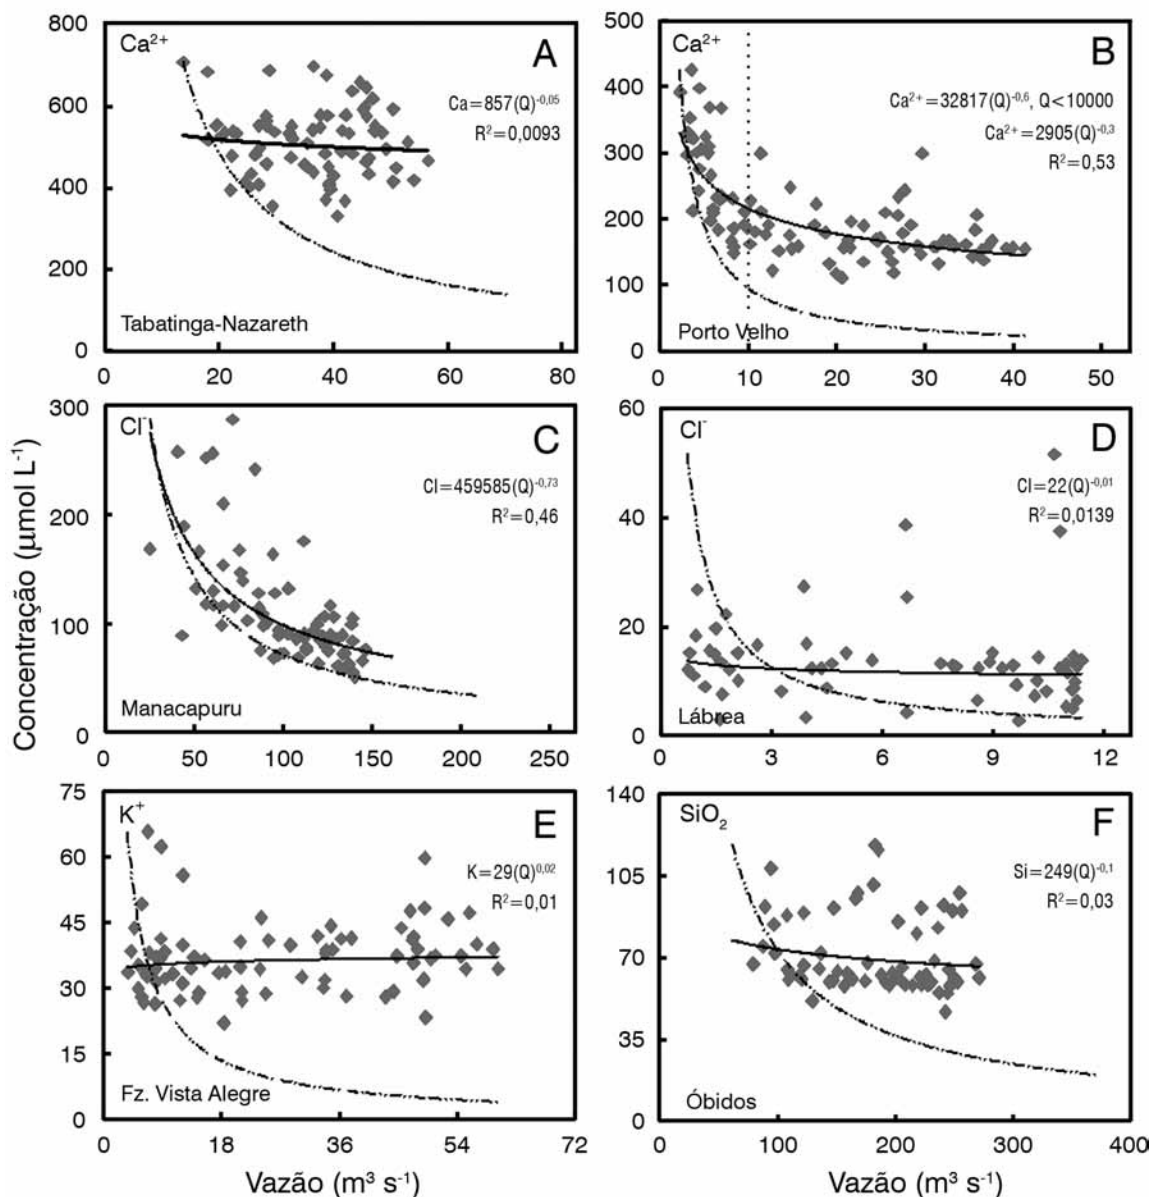 800
600
400
200
0
Ca²⁺
A
Ca=857(Q)⁻⁰,⁰⁵
R²=0,0093
Tabatinga-Nazareth
0 20 40 60 80
500
400
300
200
100
0
Ca²⁺
B
Ca²⁺=32817(Q)⁻⁰,⁶, Q<10000
Ca²⁺=2905(Q)⁻⁰,³
R²=0,53
Porto Velho
0 10 20 30 40 50
Concentração (µmol L⁻¹)
300
200
100
0
Cl⁻
C
Cl=459585(Q)⁻⁰,⁷³
R²=0,46
Manacapuru
0 50 100 150 200 250
60
40
20
0
Cl⁻
D
Cl=22(Q)⁻⁰,⁰¹
R²=0,0139
Lábrea
0 3 6 9 12
75
60
45
30
15
0
K⁺
E
K=29(Q)⁰,⁰²
R²=0,01
Fz. Vista Alegre
0 18 36 54 72
Vazão (m³ s⁻¹)
140
105
70
35
0
SiO₂
F
Si=249(Q)⁻⁰,¹
R²=0,03
Óbidos
0 100 200 300 400
Vazão (m³ s⁻¹)